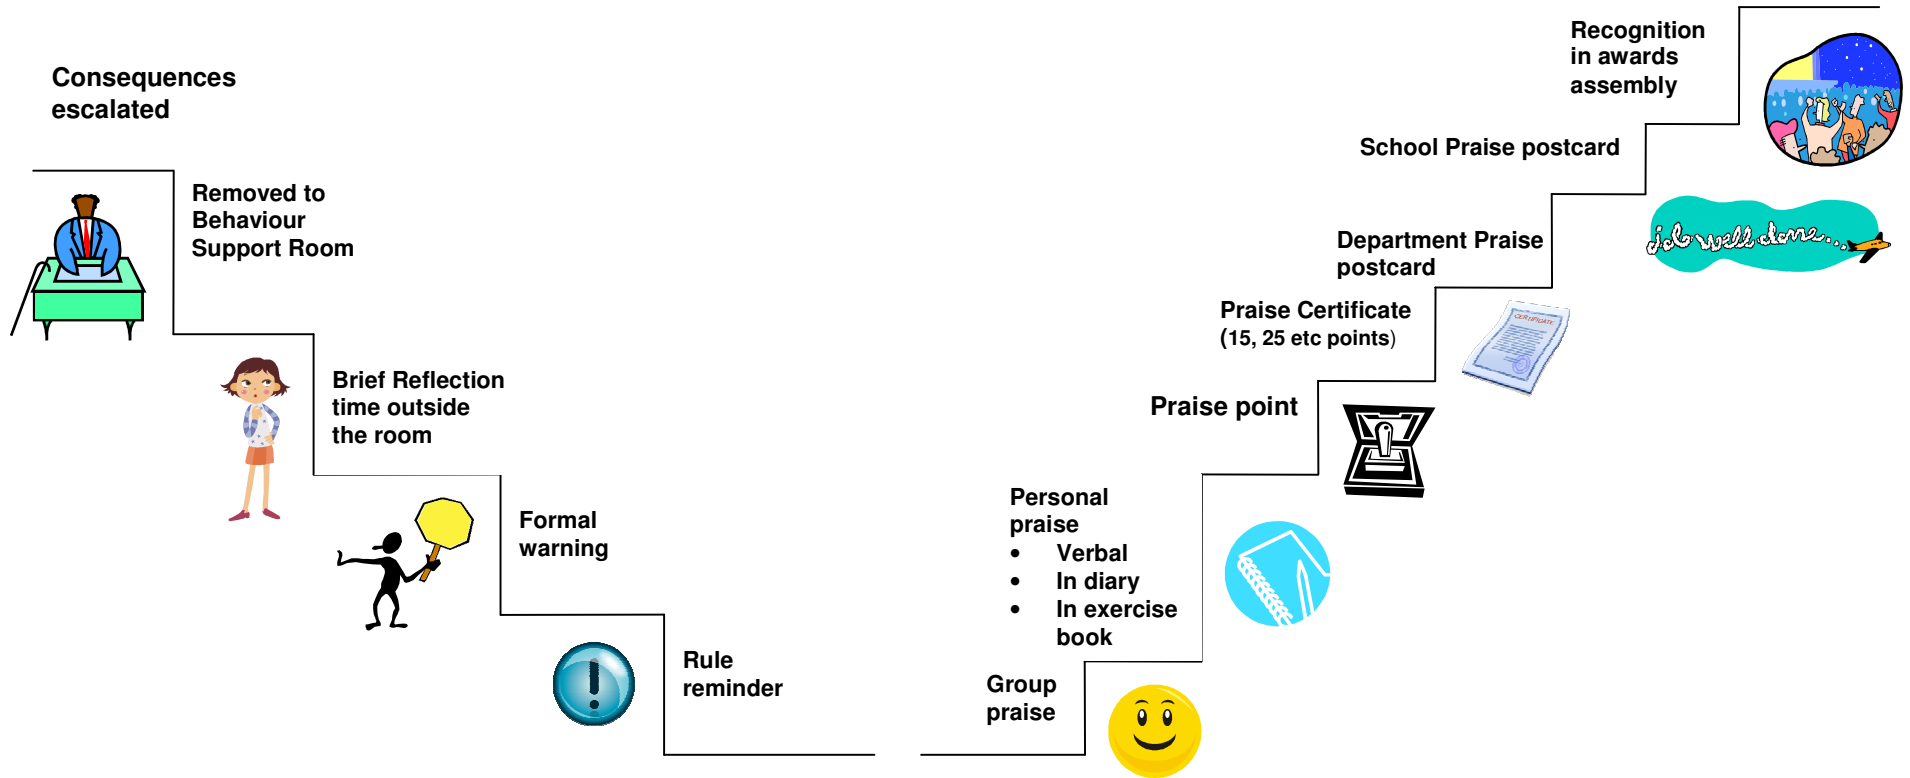 Consequences
escalated
Removed to
Behaviour
Support Room
Brief Reflection
time outside
the room
Formal
warning
Rule
reminder
Recognition
in awards
assembly
School Praise postcard
job well done...
Department Praise
postcard
Praise Certificate
(15, 25 etc points)
CERTIFICATE
Praise point
Personal
praise
• Verbal
• In diary
• In exercise
book
Group
praise